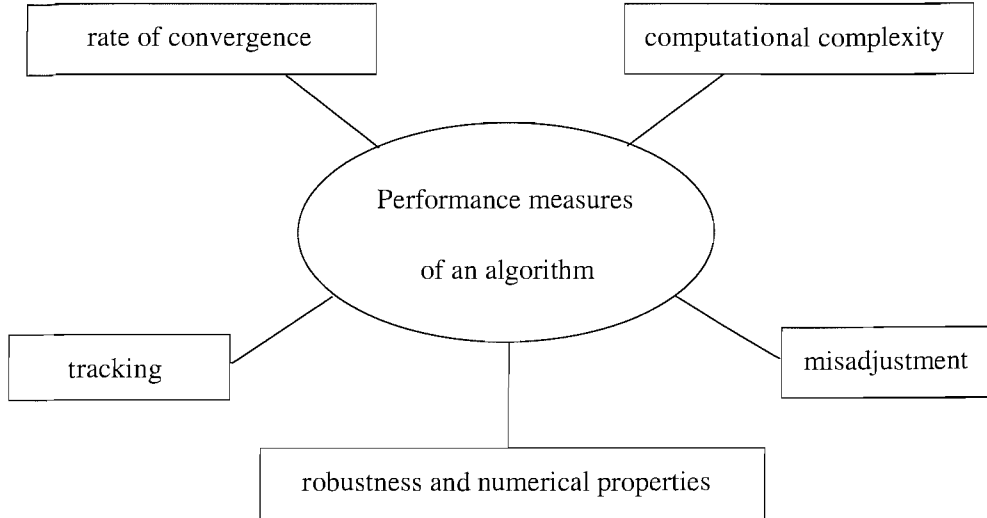 rate of convergence
computational complexity
Performance measures
of an algorithm
tracking
misadjustment
robustness and numerical properties